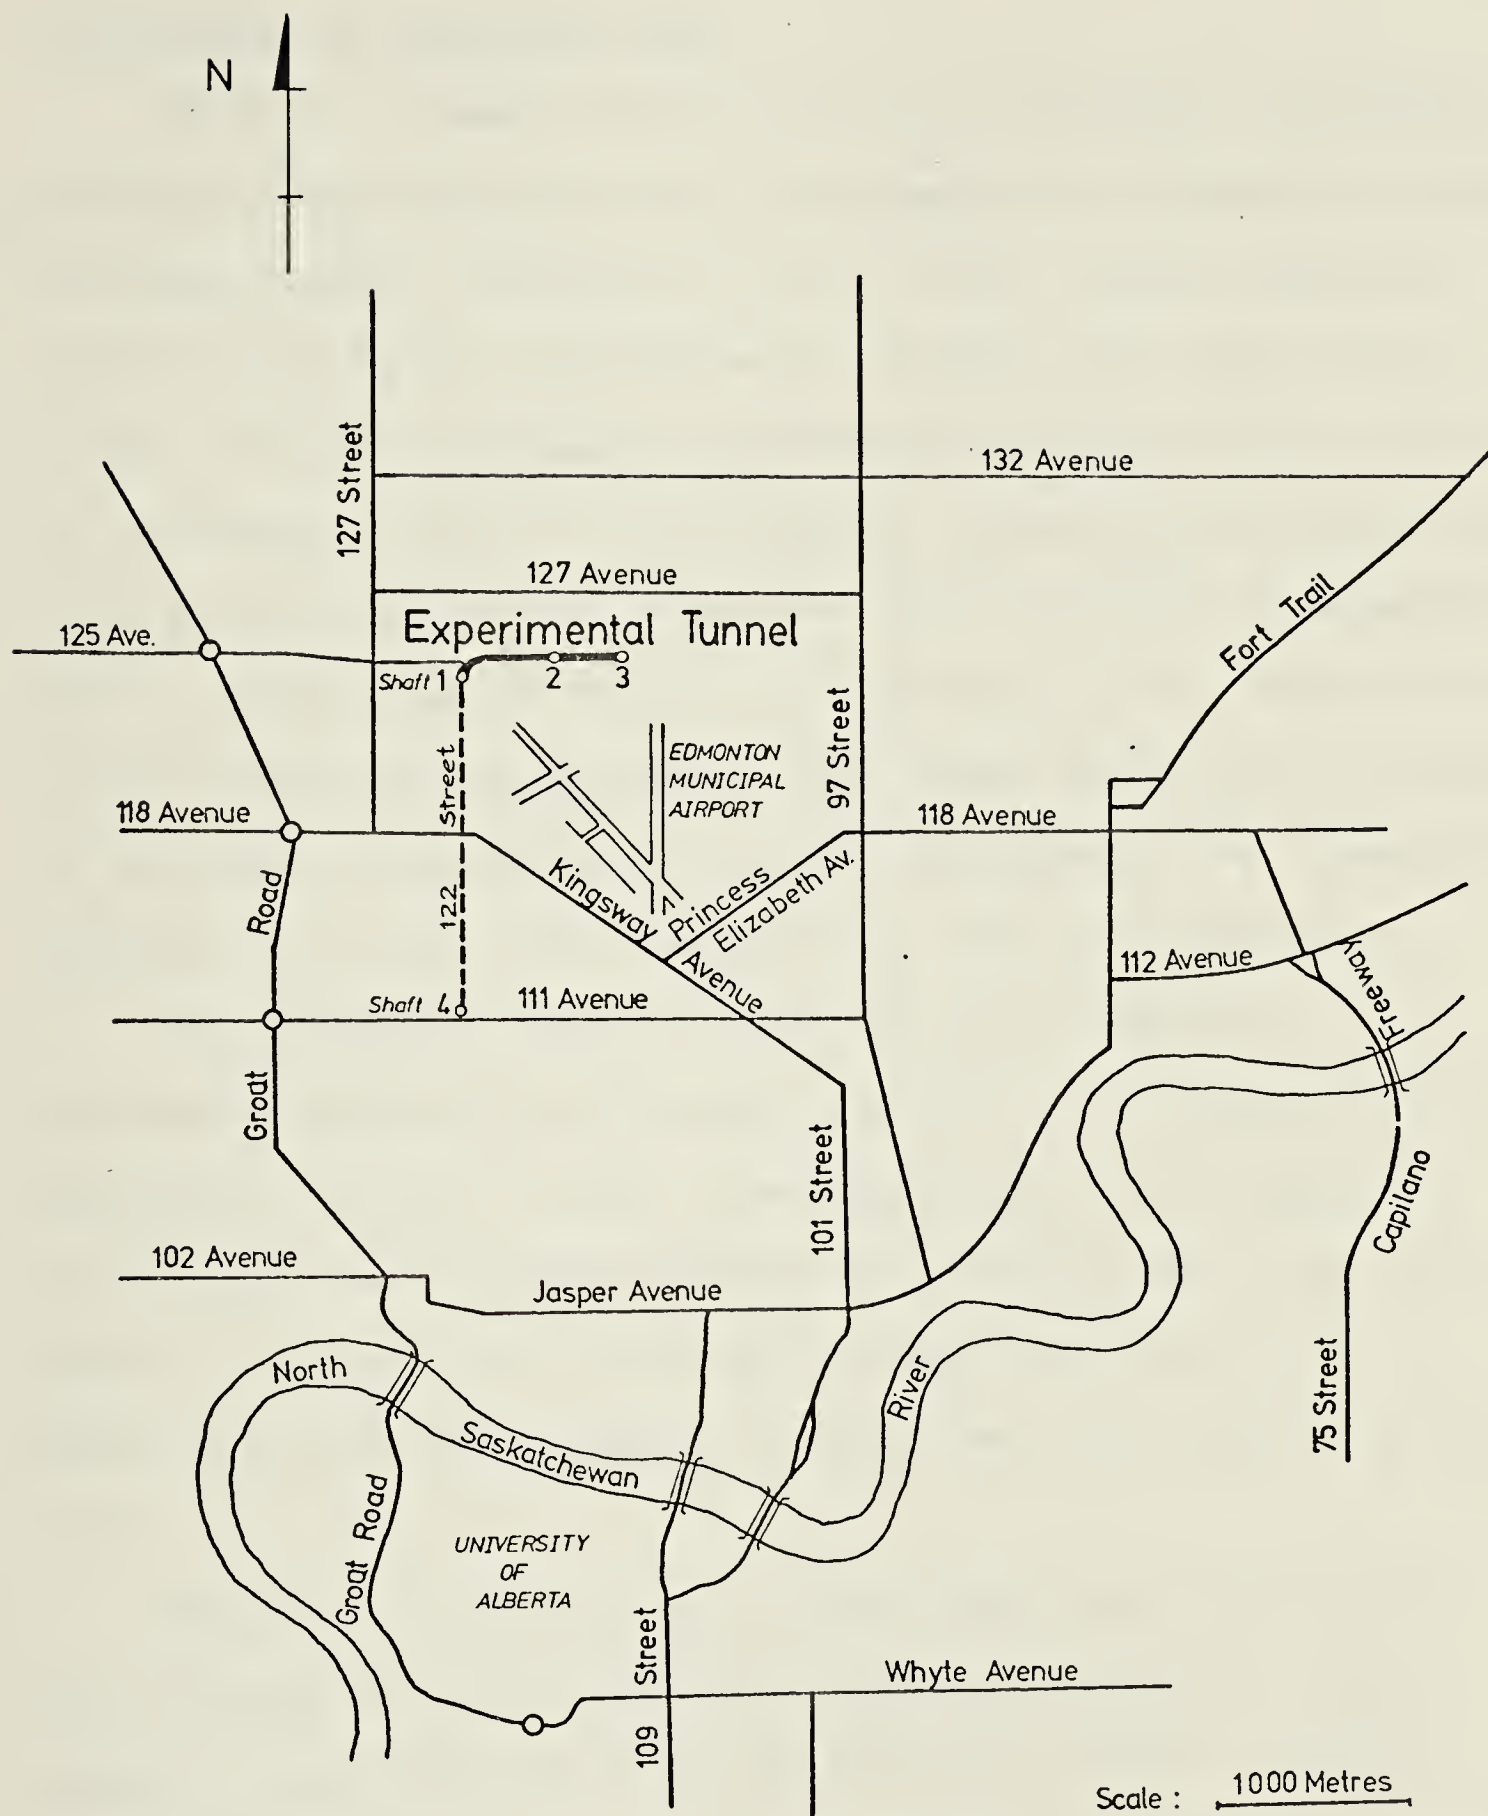 N
127 Street
132 Avenue
127 Avenue
Fort Trail
125 Ave.
Experimental Tunnel
Shaft 1
2
3
97 Street
EDMONTON
MUNICIPAL
AIRPORT
122 Street
118 Avenue
118 Avenue
Kingsway Avenue
Princess
Elizabeth Av.
Groat Road
112 Avenue
Capilano Freeway
Shaft 4
111 Avenue
101 Street
102 Avenue
Jasper Avenue
North Saskatchewan River
75 Street
Groat Road
UNIVERSITY
OF
ALBERTA
109 Street
Whyte Avenue
Scale : 1000 Metres